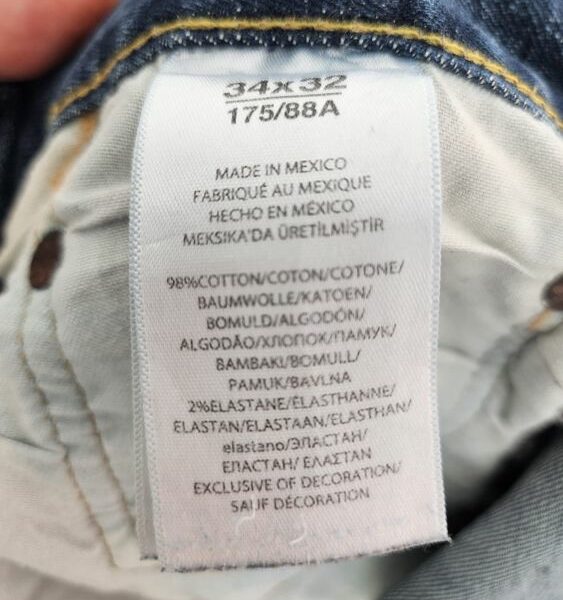 34x32
175/88A
MADE IN MEXICO
FABRIQUÉ AU MEXIQUE
HECHO EN MÉXICO
MEKSIKA'DA ÜRETİLMİŞTİR
98%COTTON/COTON/COTONE/
BAUMWOLLE/KATOEN/
BOMULD/ALGODÓN/
ALGODÃO/ХЛОПОК/ПАМУК/
BAMBAKI/BOMULL/
PAMUK/BAVLNA
2%ELASTANE/ÉLASTHANNE/
ELASTAN/ELASTAAN/ELASTHAN/
elastano/ЭЛАСТАН/
ЕЛАСТАН/ ΕΛΑΣΤΑΝ
EXCLUSIVE OF DECORATION/
SAUF DÉCORATION